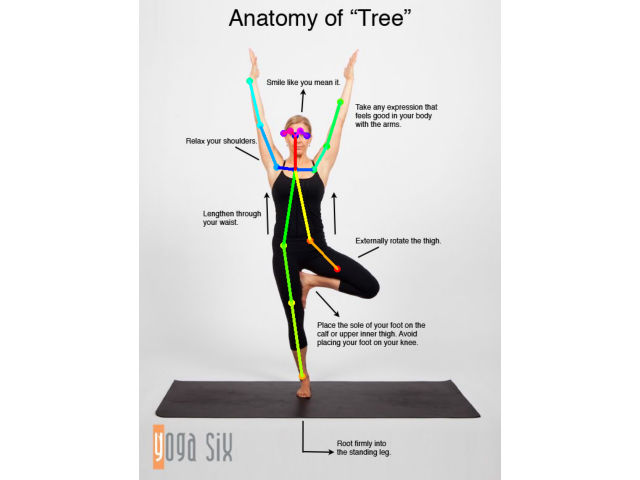 Anatomy of “Tree”
Smile like you mean it.
Take any expression that
feels good in your body
with the arms.
Relax your shoulders.
Lengthen through
your waist.
Externally rotate the thigh.
Place the sole of your foot on the
calf or upper inner thigh. Avoid
placing your foot on your knee.
Root firmly into
the standing leg.
yoga six